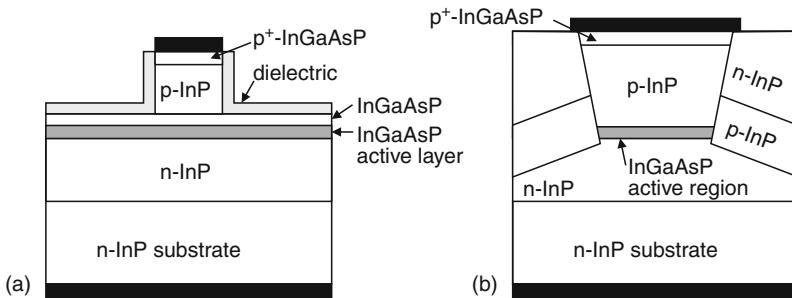 p⁺-InGaAsP
p-InP
dielectric
InGaAsP
InGaAsP
active layer
n-InP
n-InP substrate
(a)
p⁺-InGaAsP
p-InP
n-InP
p-InP
InGaAsP
active region
n-InP
n-InP substrate
(b)